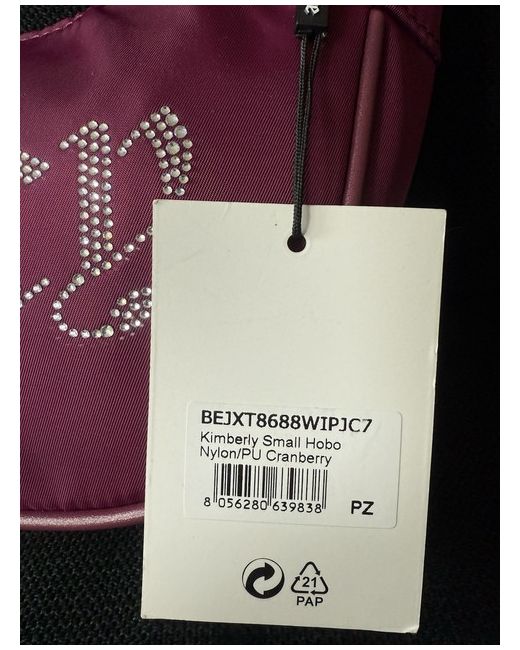 BEJXT8688WIPJC7
Kimberly Small Hobo
Nylon/PU Cranberry
8 056280 639838
PZ
21
PAP